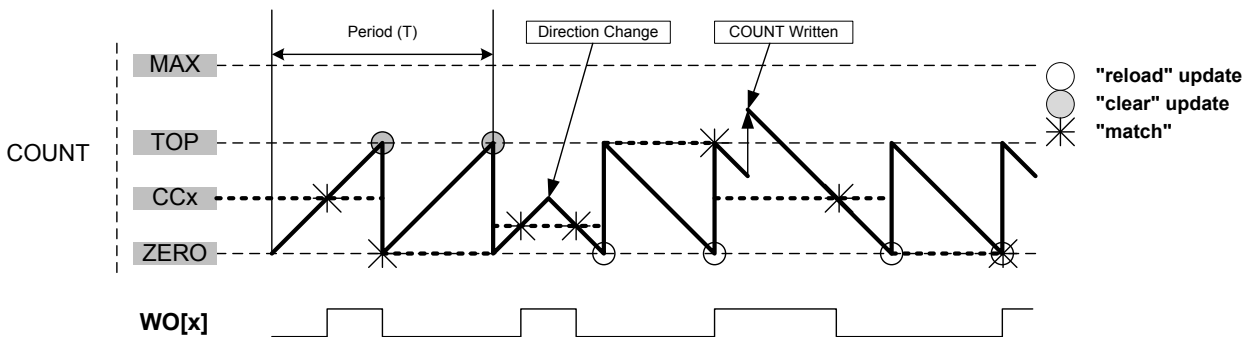 Period (T)
Direction Change
COUNT Written
MAX
"reload" update
"clear" update
TOP
"match"
COUNT
CCx
ZERO
WO[x]